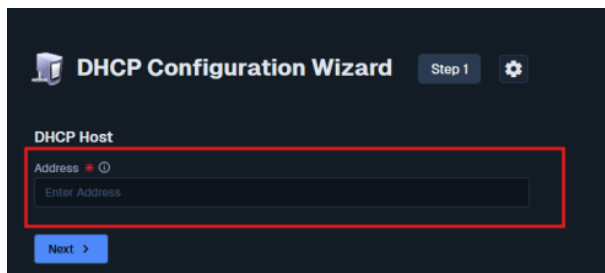 DHCP Configuration Wizard Step 1
DHCP Host
Address *
Enter Address
Next >